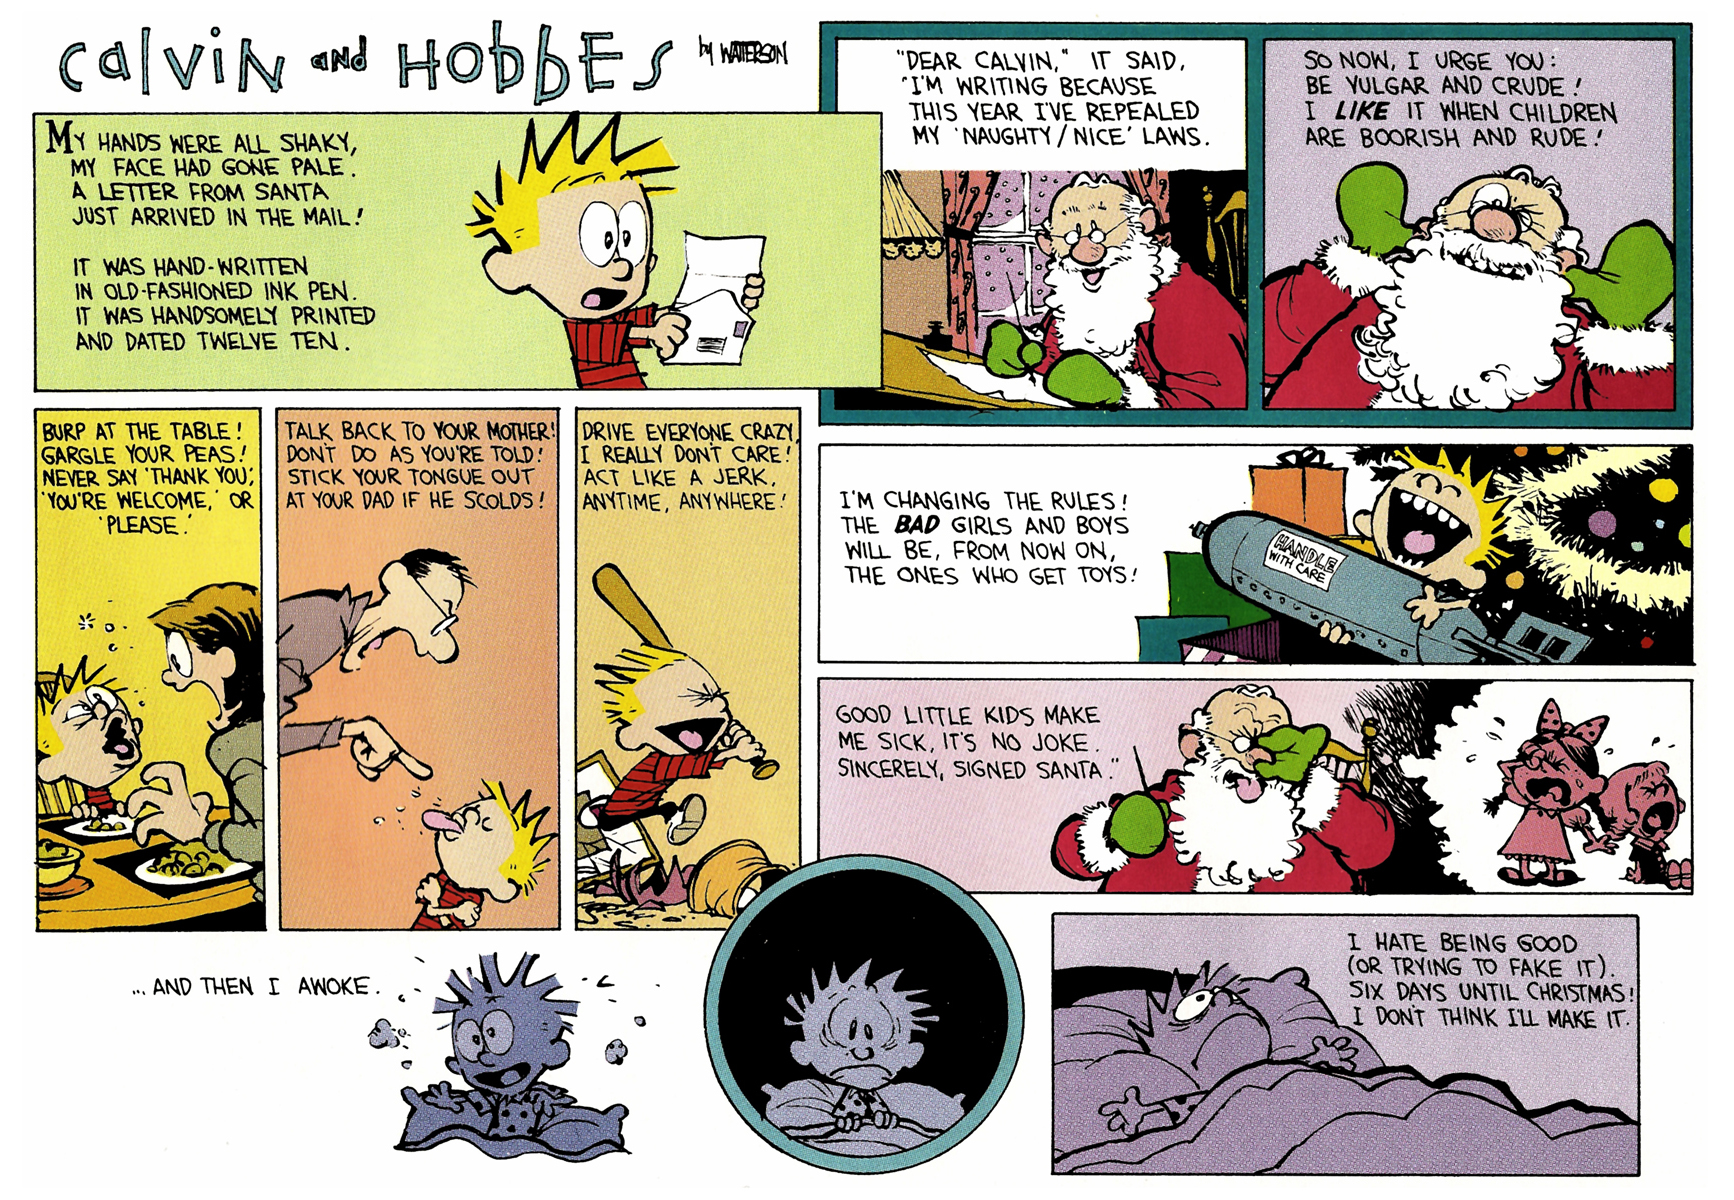 CALVIN AND HOBBES
by WATTERSON
MY HANDS WERE ALL SHAKY,
MY FACE HAD GONE PALE.
A LETTER FROM SANTA
JUST ARRIVED IN THE MAIL!
IT WAS HAND-WRITTEN
IN OLD-FASHIONED INK PEN.
IT WAS HANDSOMELY PRINTED
AND DATED TWELVE TEN.
"DEAR CALVIN," IT SAID,
"I'M WRITING BECAUSE
THIS YEAR I'VE REPEALED
MY 'NAUGHTY/NICE' LAWS.
SO NOW, I URGE YOU:
BE VULGAR AND CRUDE!
I LIKE IT WHEN CHILDREN
ARE BOORISH AND RUDE!
BURP AT THE TABLE!
GARGLE YOUR PEAS!
NEVER SAY 'THANK YOU,'
'YOU'RE WELCOME,' OR
'PLEASE.'
TALK BACK TO YOUR MOTHER!
DON'T DO AS YOU'RE TOLD!
STICK YOUR TONGUE OUT
AT YOUR DAD IF HE SCOLDS!
DRIVE EVERYONE CRAZY,
I REALLY DON'T CARE!
ACT LIKE A JERK,
ANYTIME, ANYWHERE!
I'M CHANGING THE RULES!
THE BAD GIRLS AND BOYS
WILL BE, FROM NOW ON,
THE ONES WHO GET TOYS!
HANDLE
WITH CARE
GOOD LITTLE KIDS MAKE
ME SICK, IT'S NO JOKE.
SINCERELY, SIGNED SANTA."
...AND THEN I AWOKE.
I HATE BEING GOOD
(OR TRYING TO FAKE IT).
SIX DAYS UNTIL CHRISTMAS!
I DON'T THINK I'LL MAKE IT.